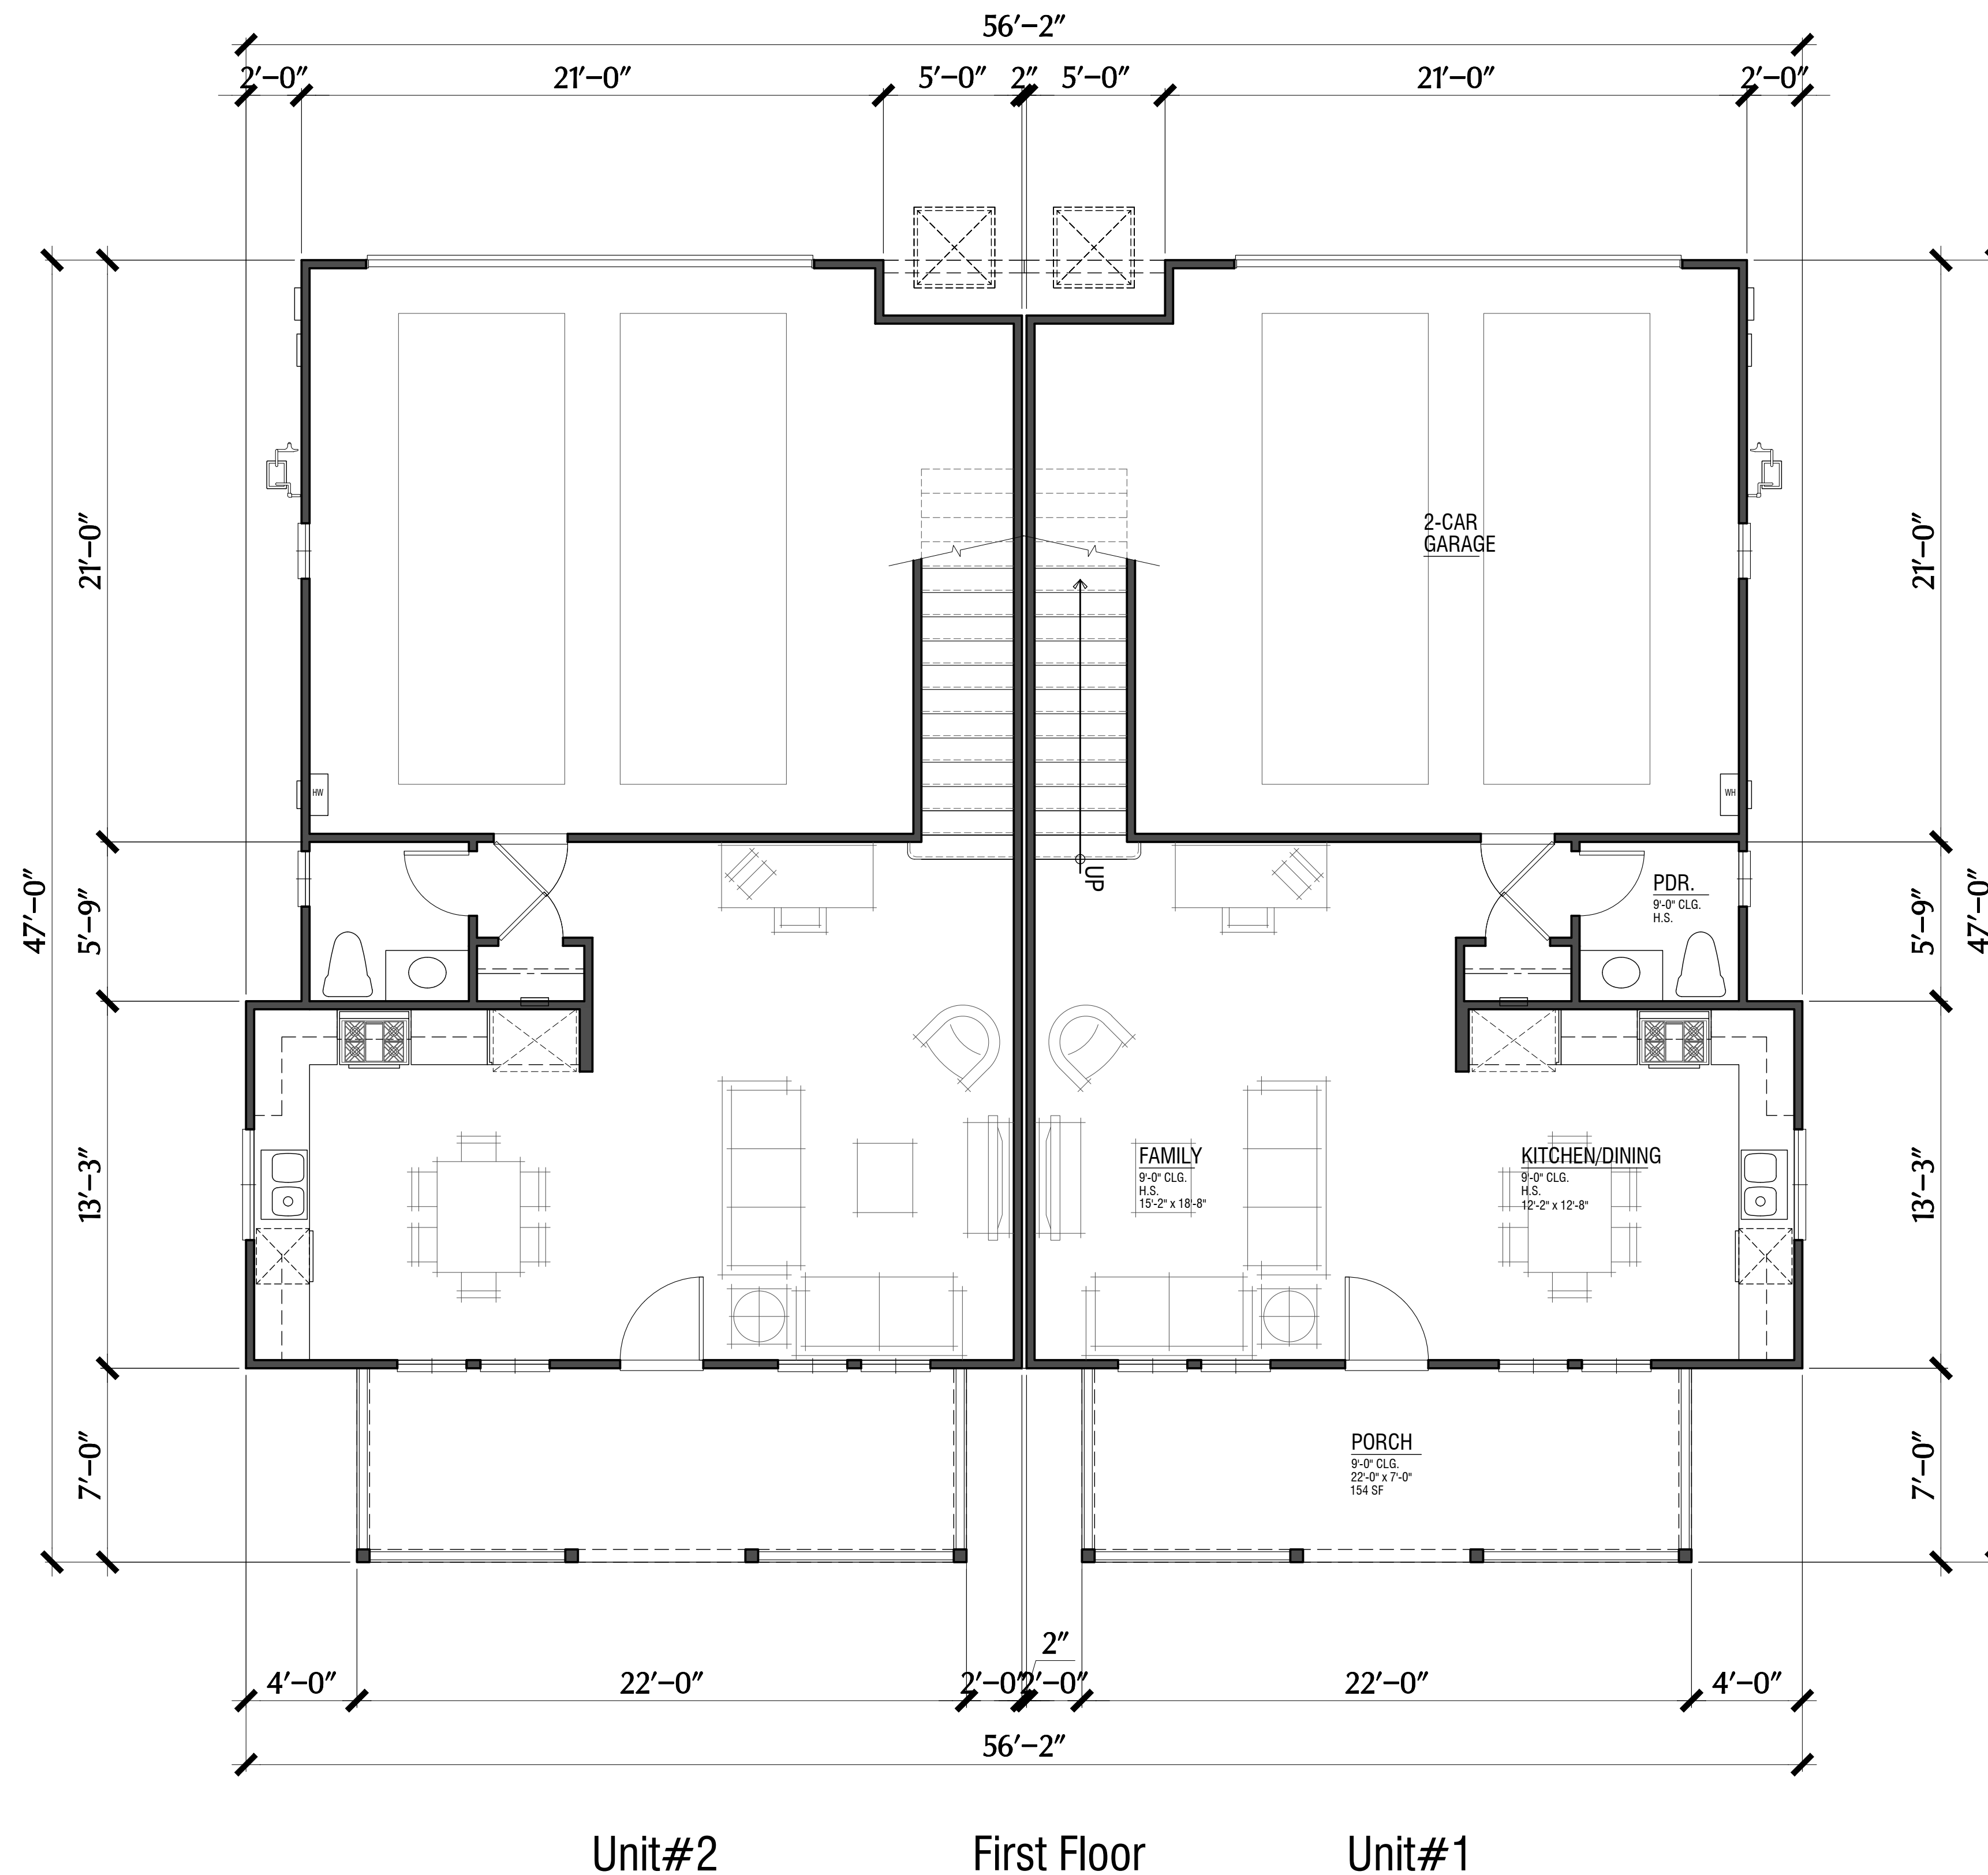 56'-2"
2'-0" 21'-0" 5'-0" 2" 5'-0" 21'-0" 2'-0"
2-CAR
GARAGE
21'-0"
21'-0"
HW
WH
UP
PDR.
9'-0" CLG.
H.S.
47'-0"
5'-9"
5'-9"
47'-0"
FAMILY
9'-0" CLG.
H.S.
15'-2" x 18'-8"
KITCHEN/DINING
9'-0" CLG.
H.S.
12'-2" x 12'-8"
13'-3"
13'-3"
PORCH
9'-0" CLG.
22'-0" x 7'-0"
154 SF
7'-0"
7'-0"
2"
4'-0" 22'-0" 2'-0" 2'-0" 22'-0" 4'-0"
56'-2"
Unit#2 First Floor Unit#1